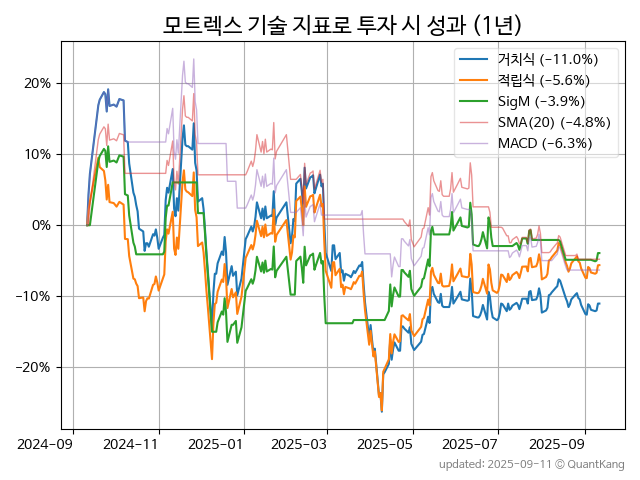 모트렉스 기술 지표로 투자 시 성과 (1년)
거치식 (-11.0%)
적립식 (-5.6%)
SigM (-3.9%)
SMA(20) (-4.8%)
MACD (-6.3%)
20%
10%
0%
-10%
-20%
2024-09
2024-11
2025-01
2025-03
2025-05
2025-07
2025-09
updated: 2025-09-11 © QuantKang